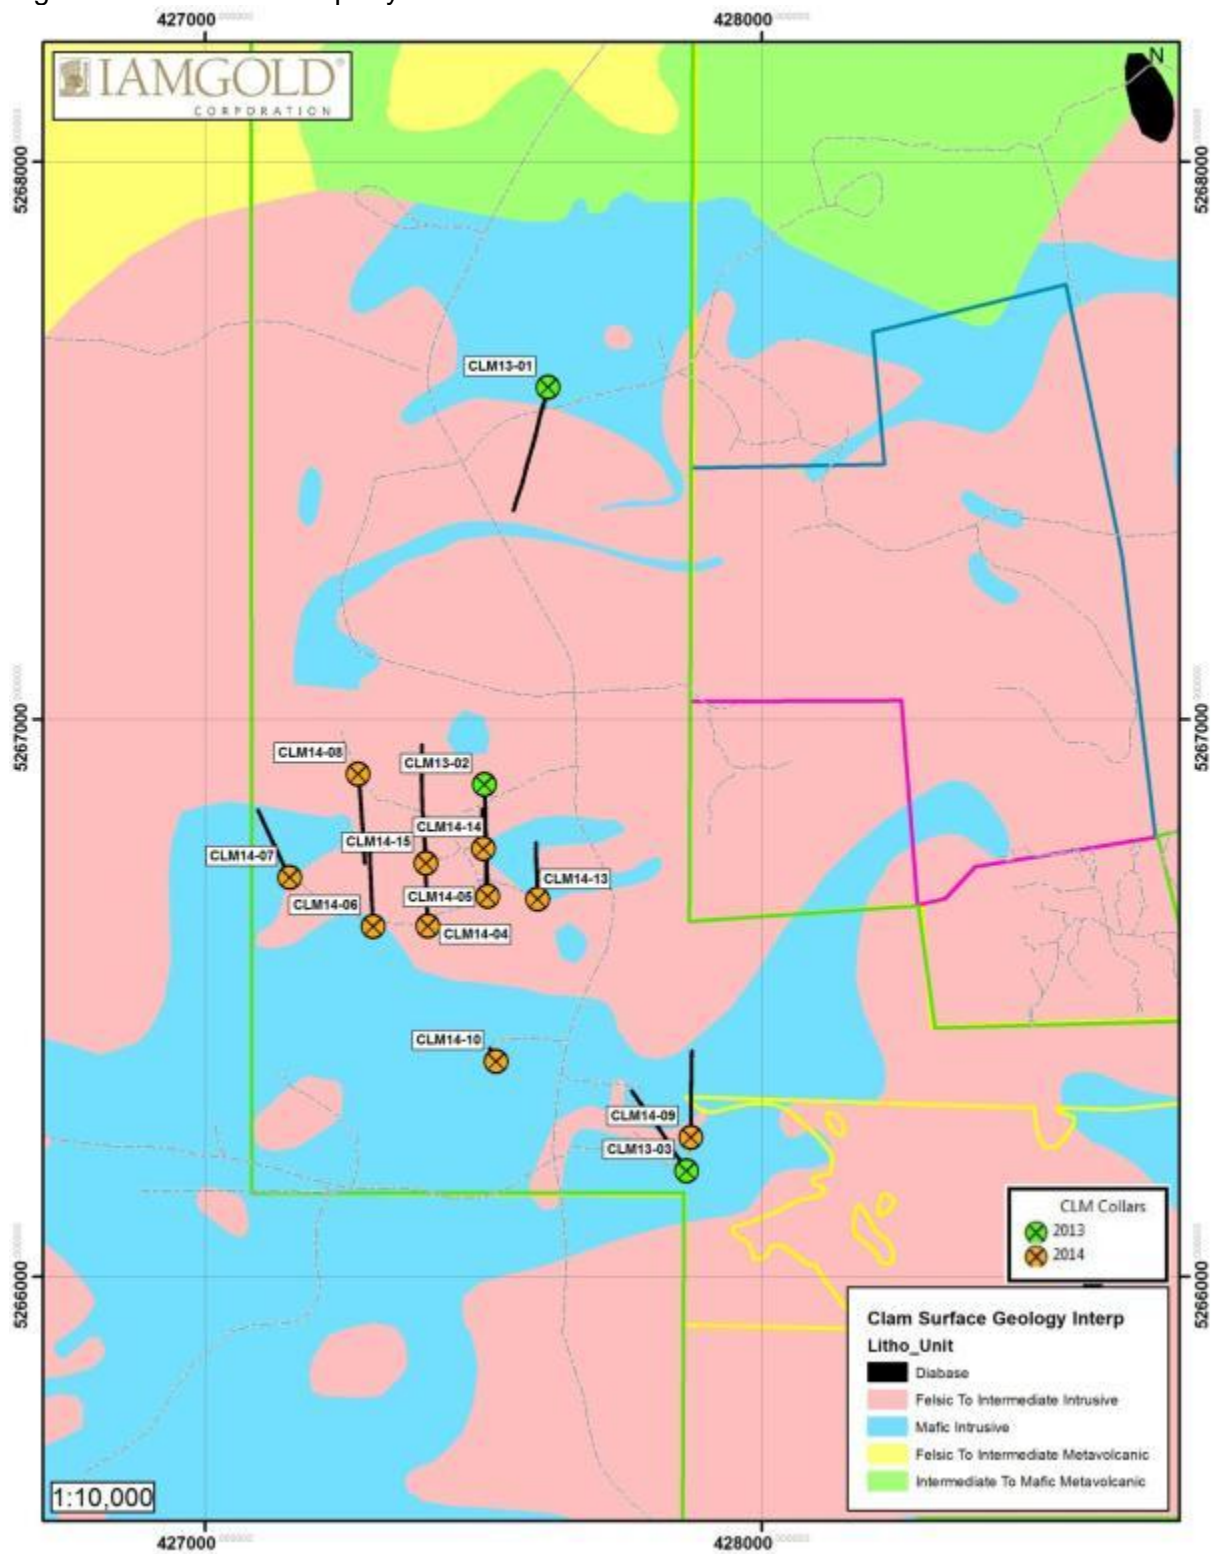 427000 428000
IAMGOLD®
CORPORATION
N
5268000 5268000
CLM13-01
5267000 5267000
CLM14-08
CLM13-02
CLM14-14
CLM14-15
CLM14-07
CLM14-13
CLM14-05
CLM14-06
CLM14-04
CLM14-10
CLM14-09
CLM13-03
CLM Collars
2013
2014
5266000 5266000
Clam Surface Geology Interp
Litho_Unit
Diabase
Felsic To Intermediate Intrusive
Mafic Intrusive
Felsic To Intermediate Metavolcanic
Intermediate To Mafic Metavolcanic
1:10,000
427000 428000